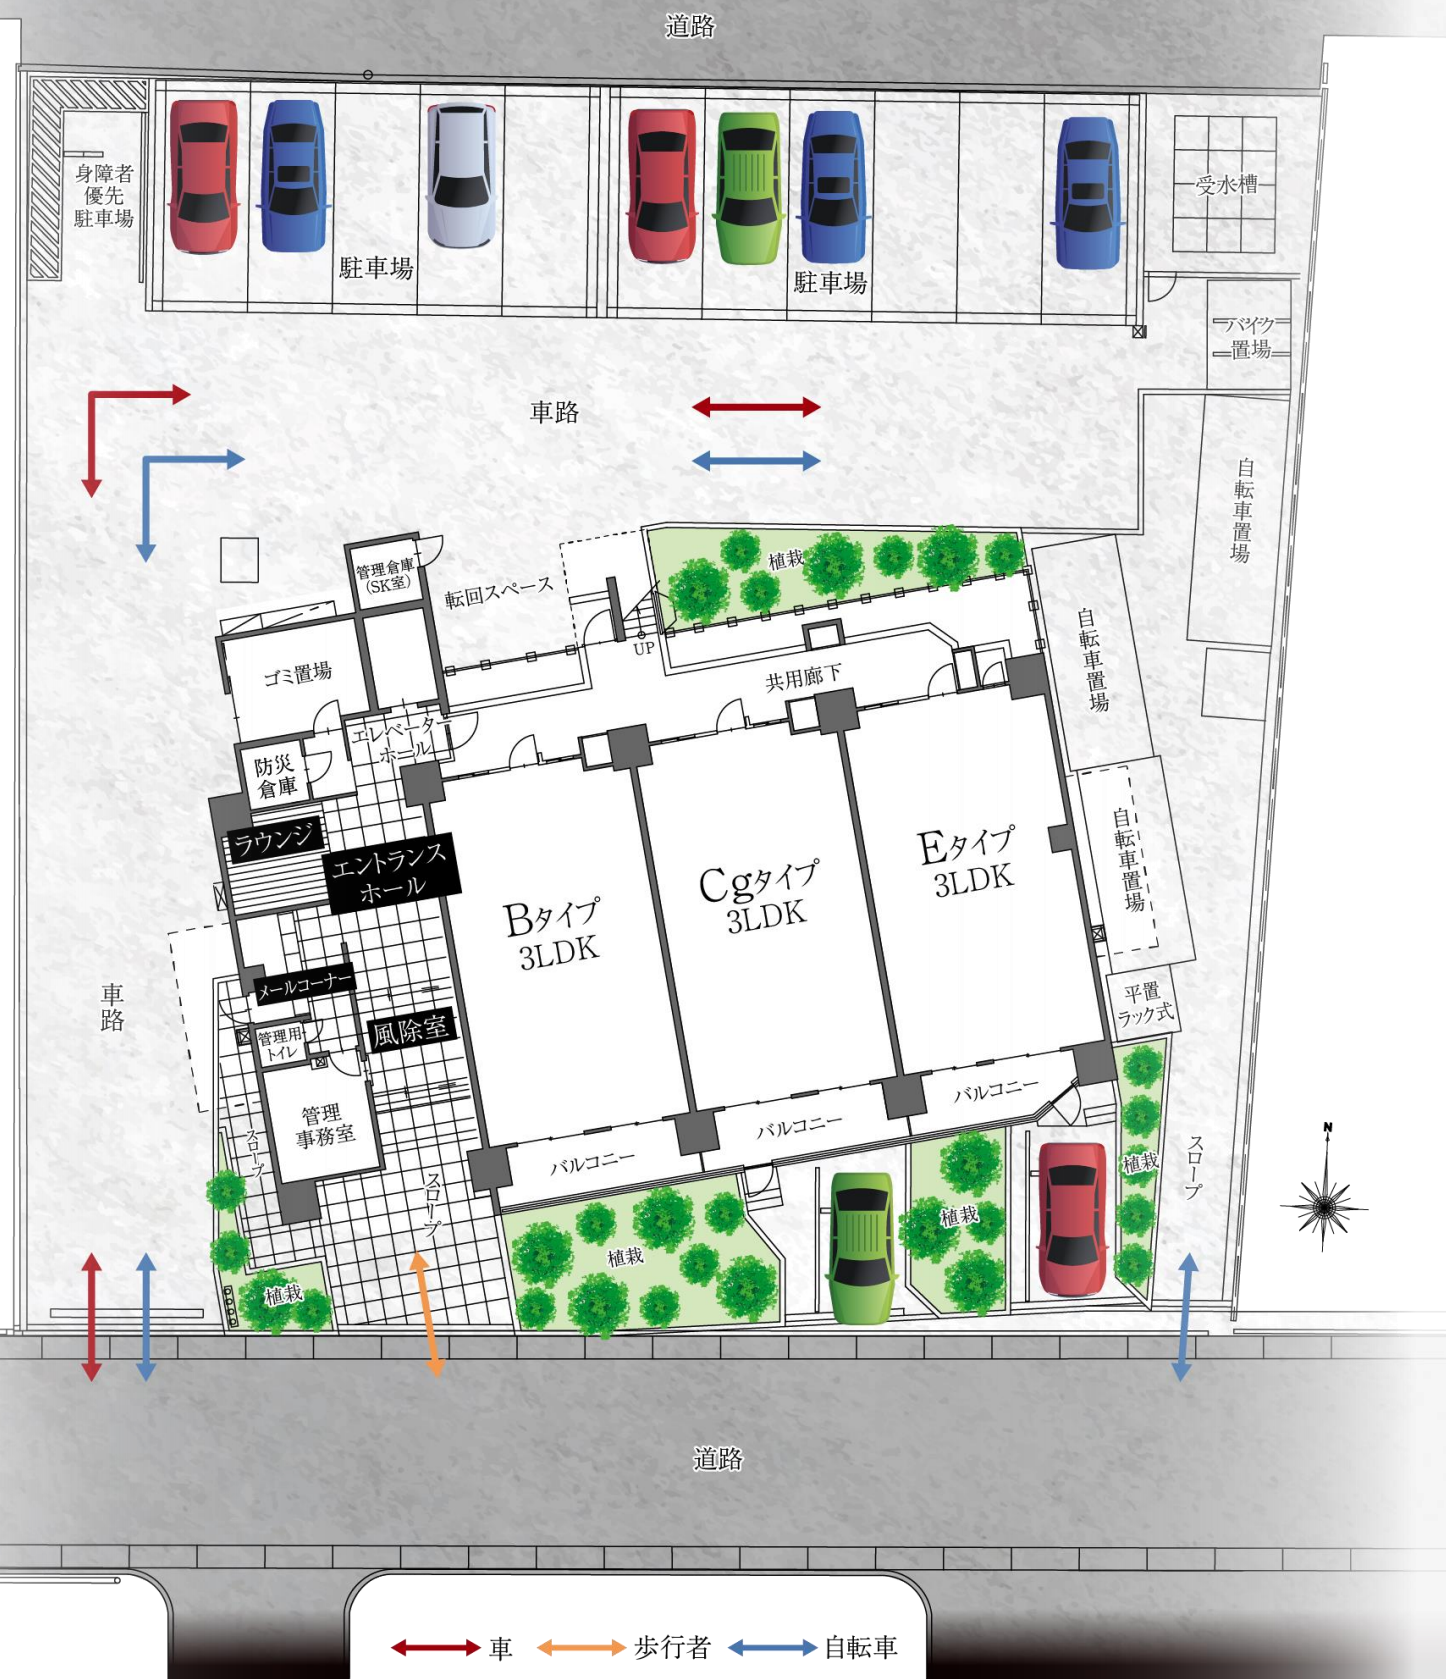 道路
身障者
優先
駐車場
駐車場
駐車場
受水槽
バイク
置場
車路
自転車置場
管理倉庫
(SK室)
転回スペース
植栽
UP
自転車置場
ゴミ置場
共用廊下
エレベーター
ホール
防災
倉庫
ラウンジ
エントランス
ホール
Bタイプ
3LDK
Cgタイプ
3LDK
Eタイプ
3LDK
自転車置場
車路
メールコーナー
風除室
管理用
トイレ
平置
ラック式
管理
事務室
スロープ
スロープ
バルコニー
バルコニー
バルコニー
植栽
スロープ
植栽
植栽
植栽
N
道路
車
歩行者
自転車